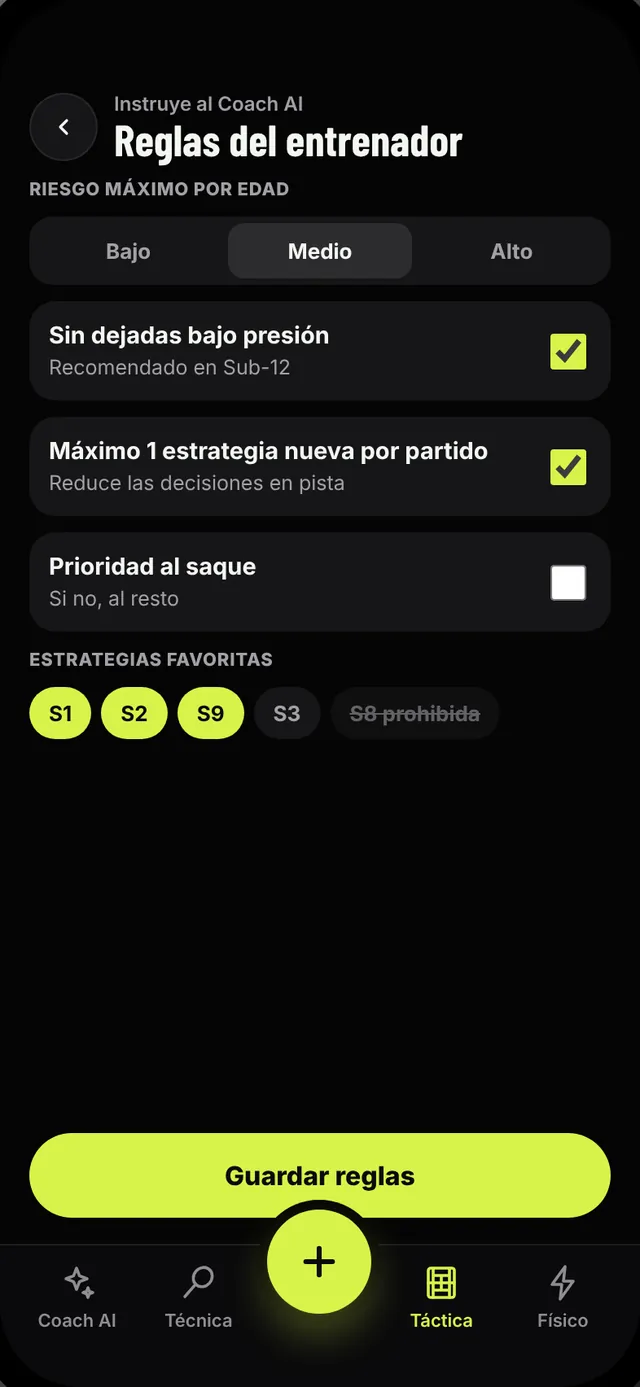 Instruye al Coach AI
Reglas del entrenador
RIESGO MÁXIMO POR EDAD
Bajo
Medio
Alto
Sin dejadas bajo presión
Recomendado en Sub-12
Máximo 1 estrategia nueva por partido
Reduce las decisiones en pista
Prioridad al saque
Si no, al resto
ESTRATEGIAS FAVORITAS
S1
S2
S9
S3
S8 prohibida
Guardar reglas
Coach AI
Técnica
Táctica
Físico